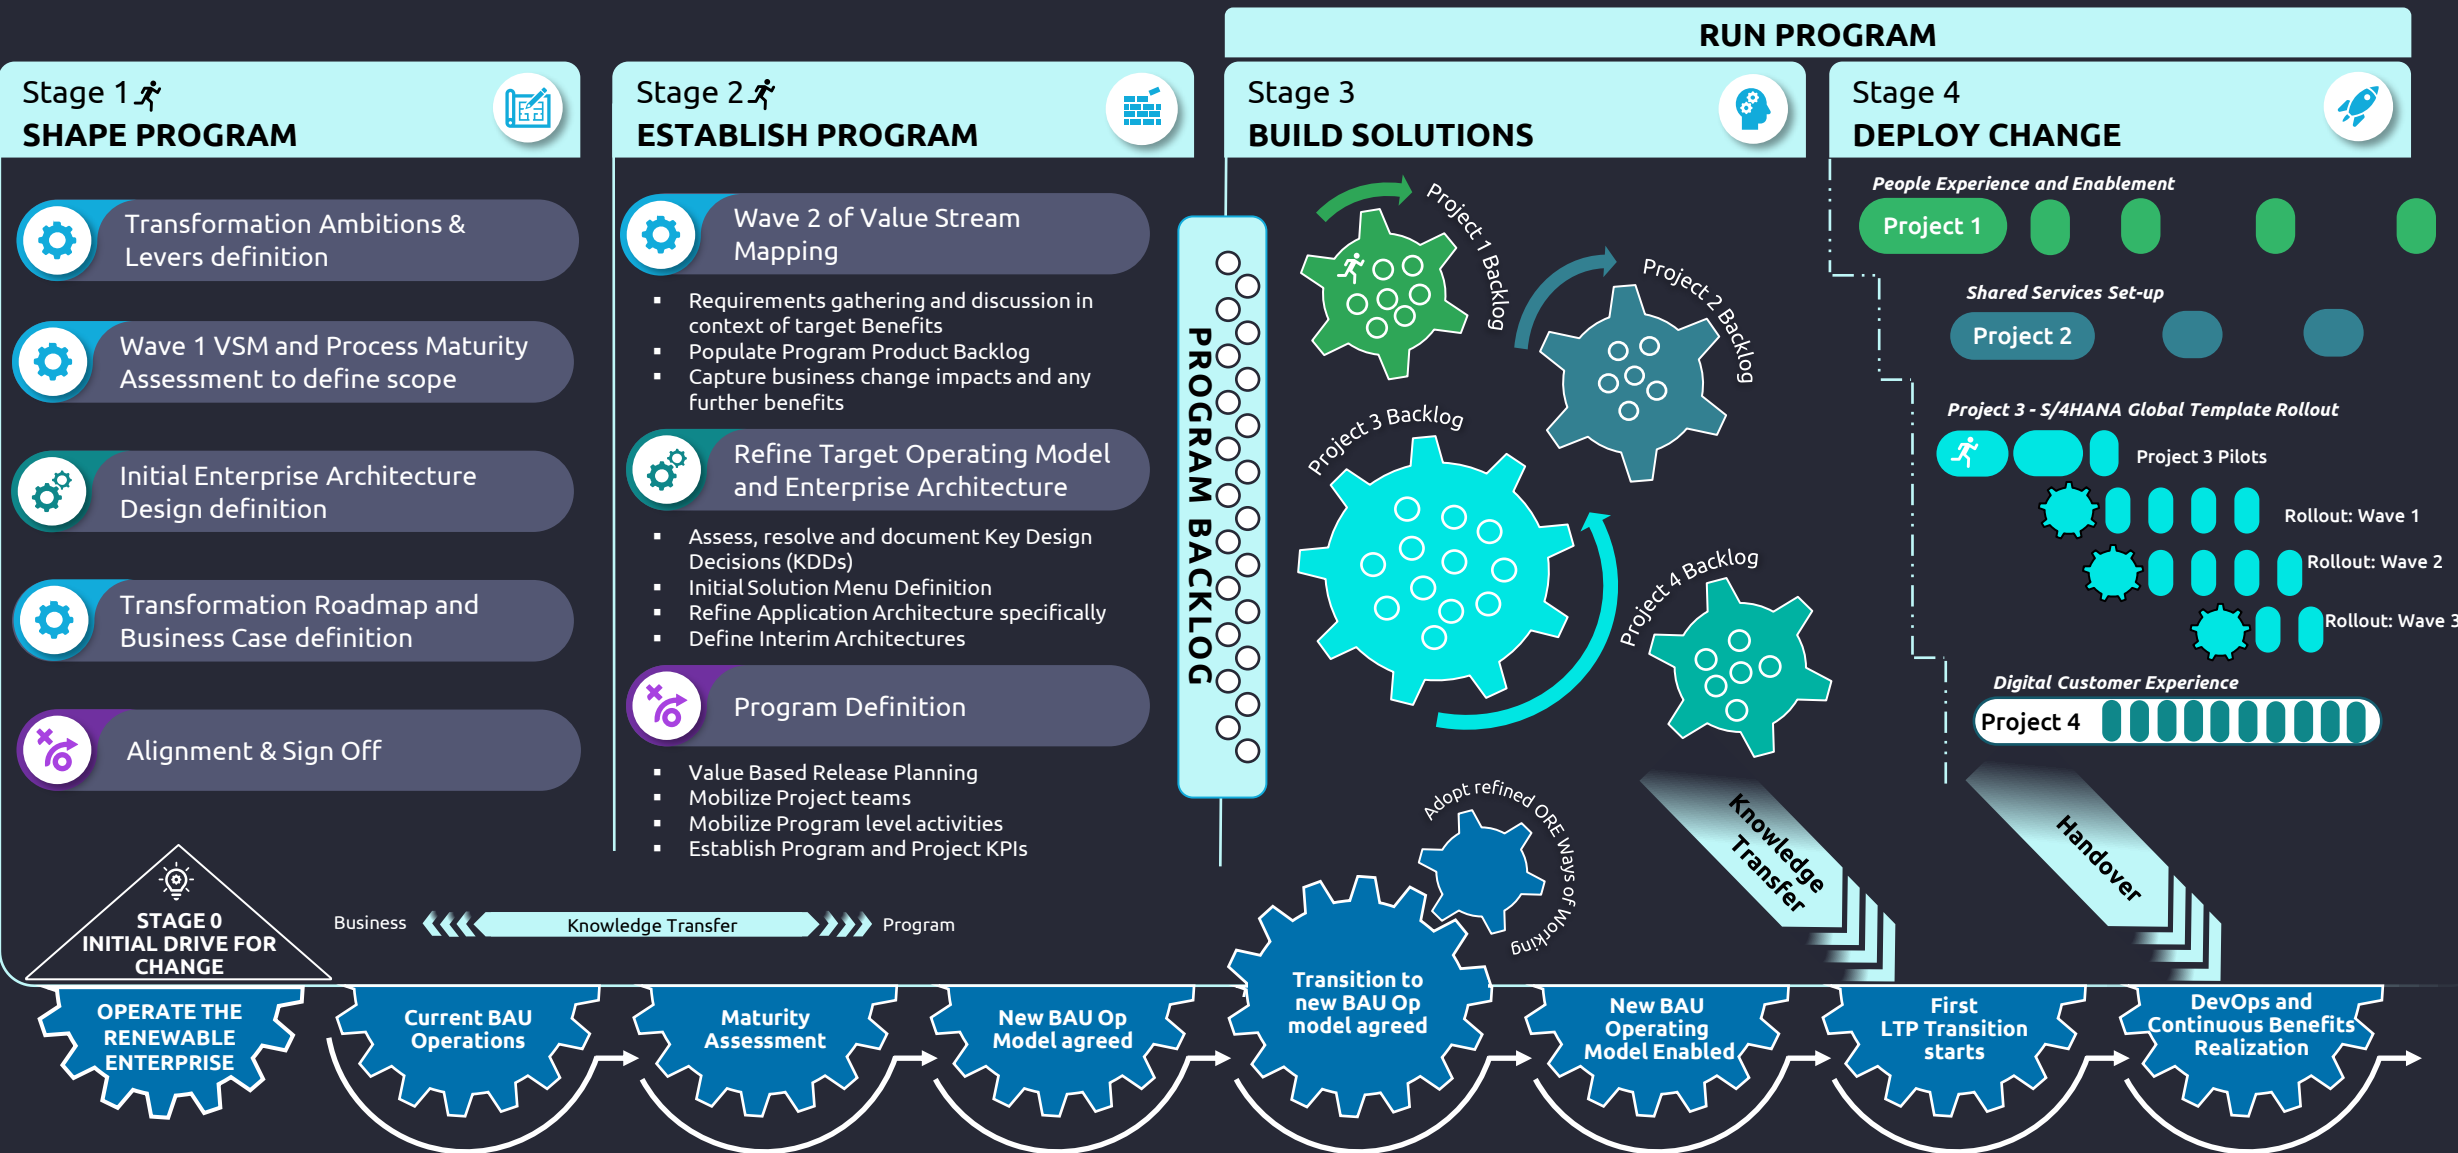 RUN PROGRAM
Stage 1
SHAPE PROGRAM
Transformation Ambitions &
Levers definition
Wave 1 VSM and Process Maturity
Assessment to define scope
Initial Enterprise Architecture
Design definition
Transformation Roadmap and
Business Case definition
Alignment & Sign Off
Stage 2
ESTABLISH PROGRAM
Wave 2 of Value Stream
Mapping
▪ Requirements gathering and discussion in
context of target Benefits
▪ Populate Program Product Backlog
▪ Capture business change impacts and any
further benefits
Refine Target Operating Model
and Enterprise Architecture
▪ Assess, resolve and document Key Design
Decisions (KDDs)
▪ Initial Solution Menu Definition
▪ Refine Application Architecture specifically
▪ Define Interim Architectures
Program Definition
▪ Value Based Release Planning
▪ Mobilize Project teams
▪ Mobilize Program level activities
▪ Establish Program and Project KPIs
PROGRAM BACKLOG
Stage 3
BUILD SOLUTIONS
Project 1 Backlog
Project 2 Backlog
Project 3 Backlog
Project 4 Backlog
Adopt refined ORE Ways of Working
Knowledge
Transfer
Stage 4
DEPLOY CHANGE
People Experience and Enablement
Project 1
Shared Services Set-up
Project 2
Project 3 - S/4HANA Global Template Rollout
Project 3 Pilots
Rollout: Wave 1
Rollout: Wave 2
Rollout: Wave 3
Digital Customer Experience
Project 4
Handover
STAGE 0
INITIAL DRIVE FOR
CHANGE
Business
Knowledge Transfer
Program
OPERATE THE
RENEWABLE
ENTERPRISE
Current BAU
Operations
Maturity
Assessment
New BAU Op
Model agreed
Transition to
new BAU Op
model agreed
New BAU
Operating
Model Enabled
First
LTP Transition
starts
DevOps and
Continuous Benefits
Realization